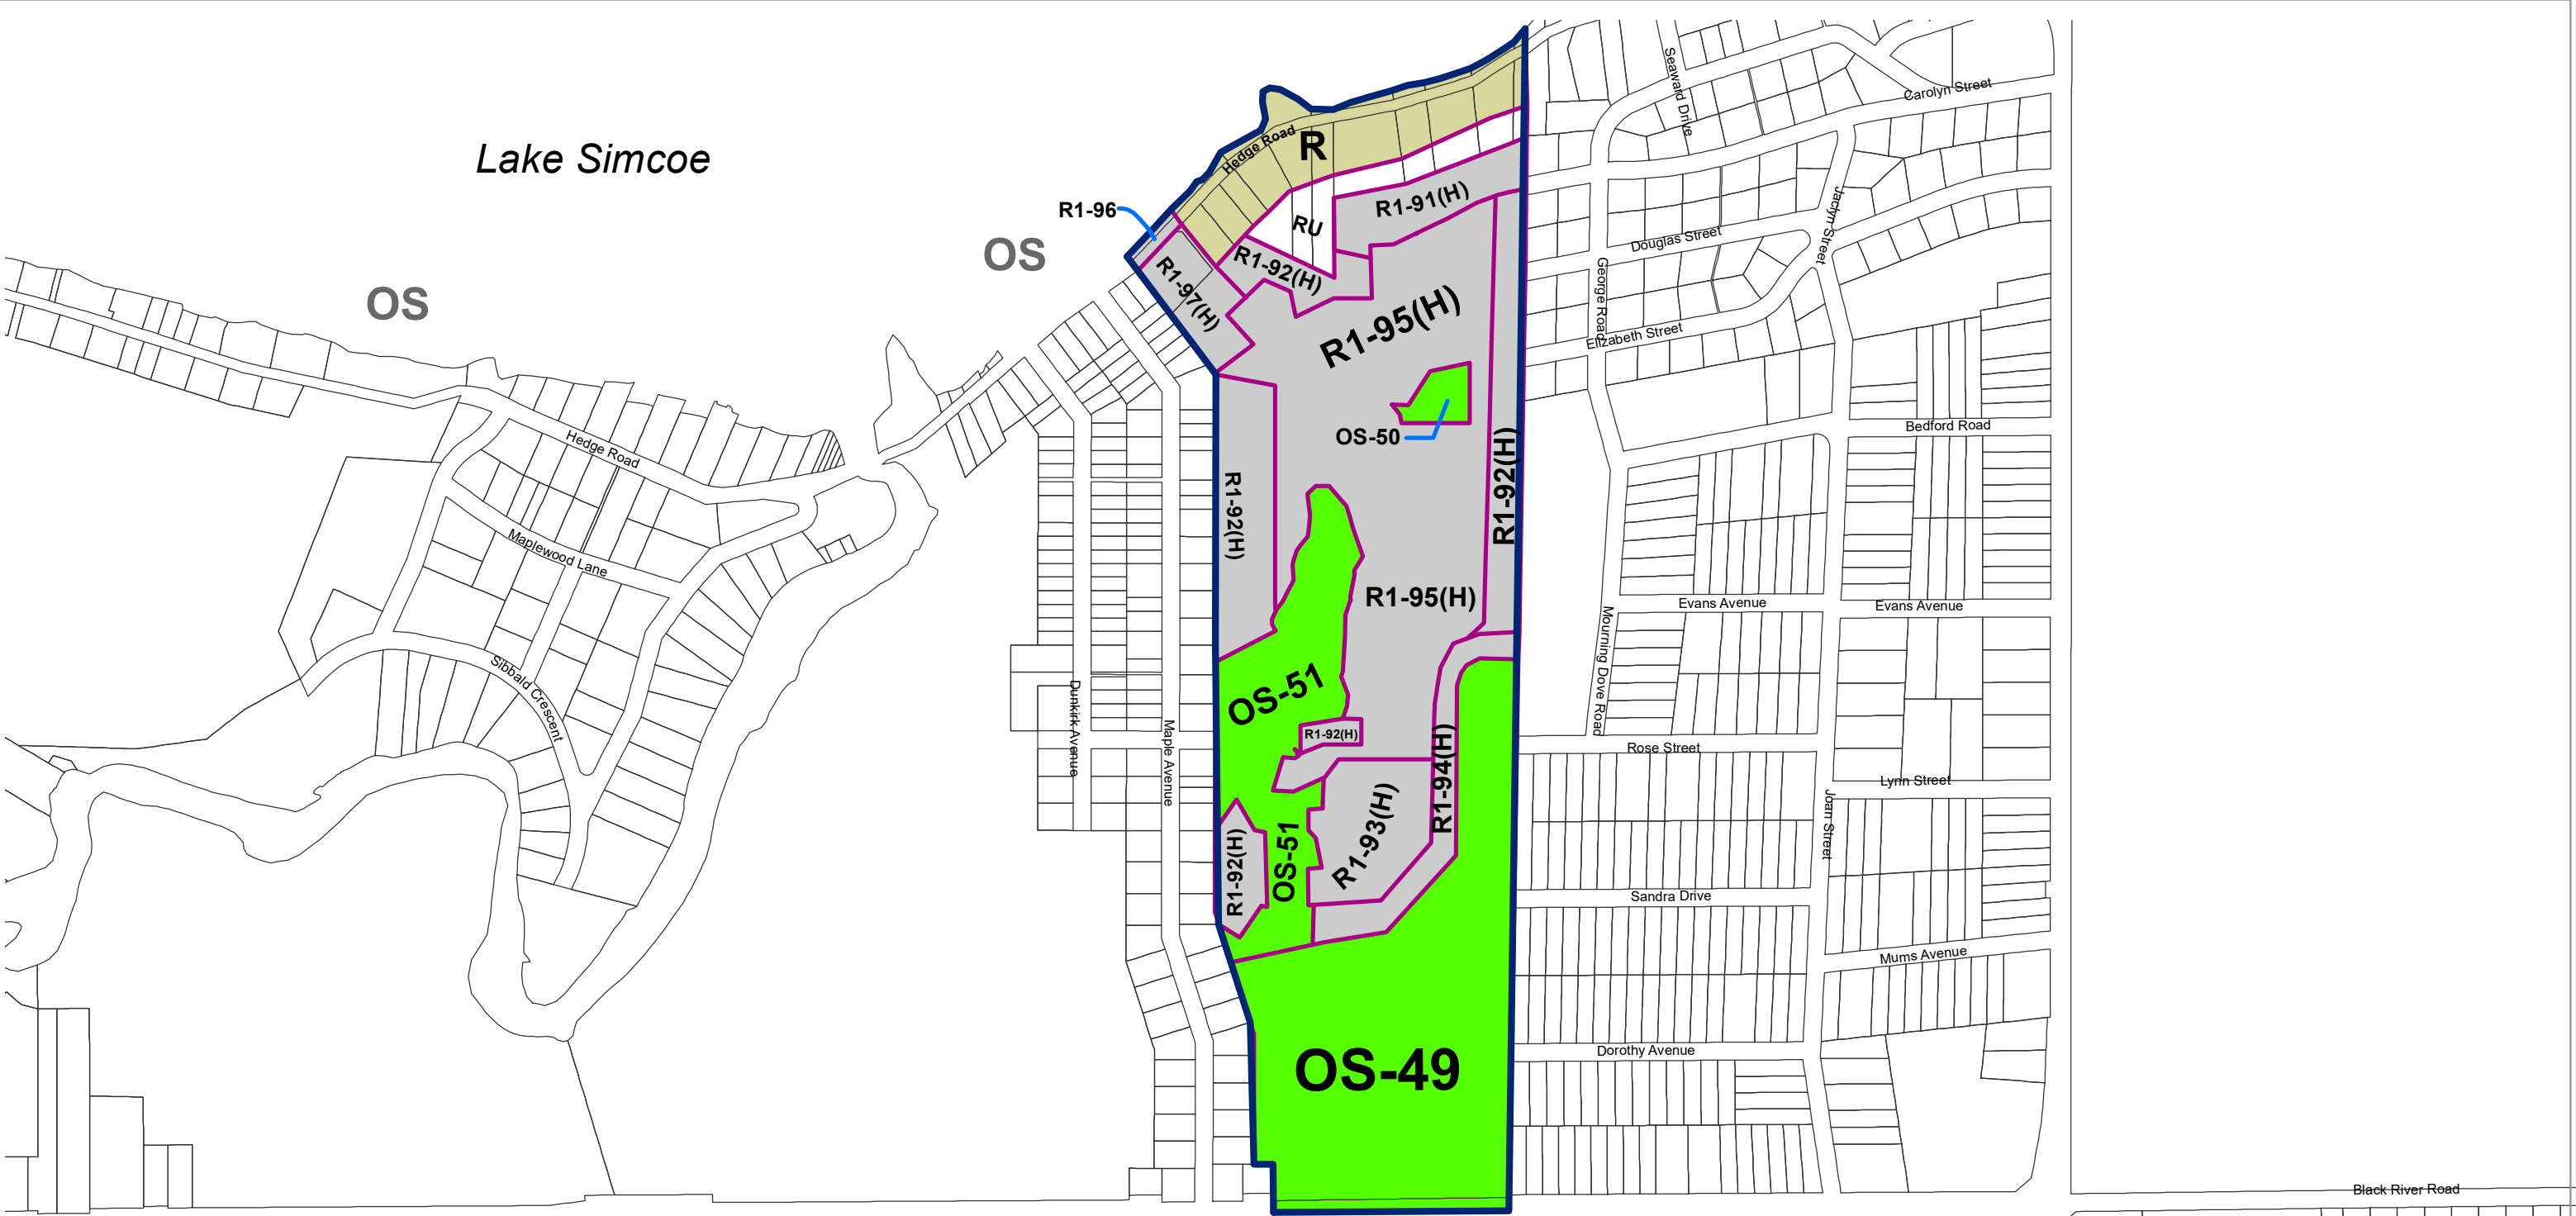 Seaward Drive
Carolyn Street
Lake Simcoe
Hedge Road
R
R1-96
R1-91(H)
RU
OS
R1-92(H)
R1-97(H)
Jaclyn Street
Douglas Street
George Road
OS
R1-95(H)
Elizabeth Street
OS-50
Bedford Road
Hedge Road
R1-92(H)
R1-92(H)
Maplewood Lane
R1-95(H)
Evans Avenue
Evans Avenue
Sibbald Crescent
Mourning Dove Road
OS-51
Dunkirk Avenue
Maple Avenue
R1-92(H)
R1-94(H)
Rose Street
Lynn Street
R1-93(H)
Joan Street
R1-92(H)
OS-51
Sandra Drive
Mums Avenue
OS-49
Dorothy Avenue
Black River Road